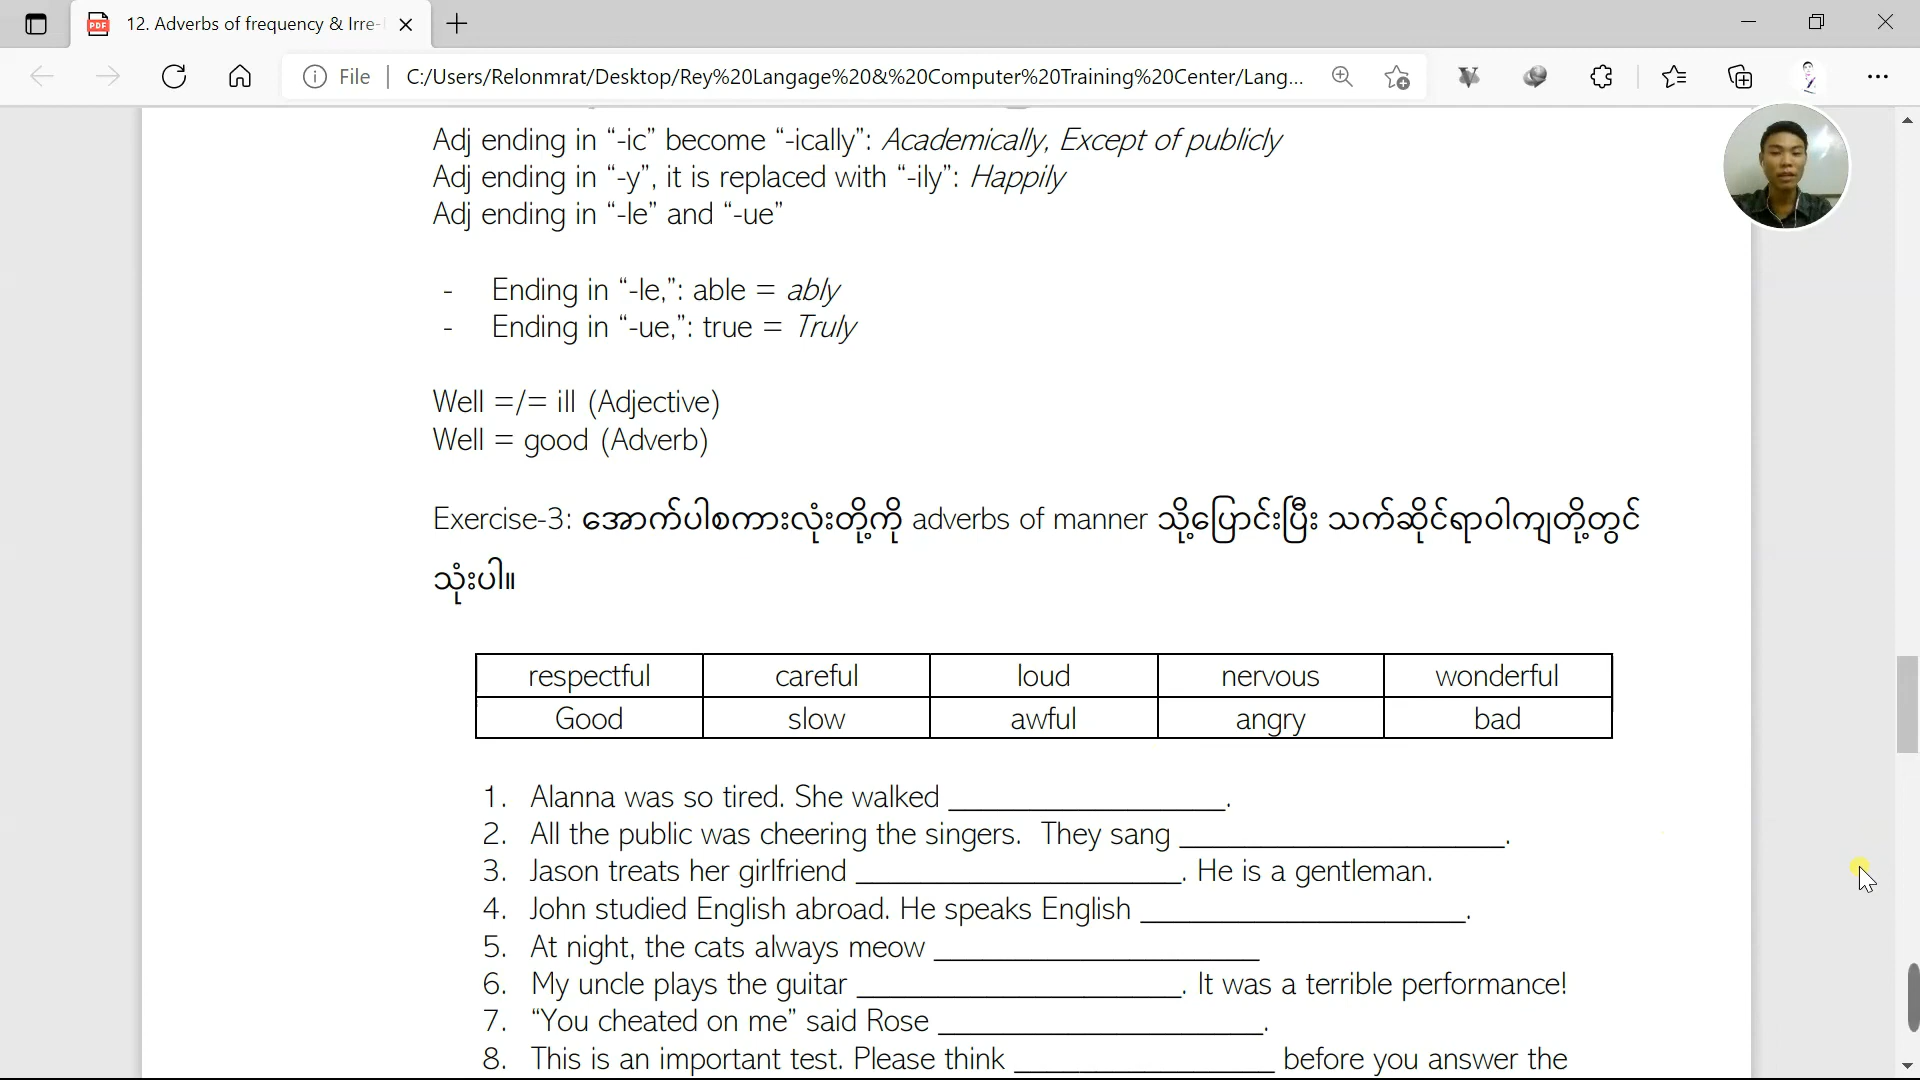 12. Adverbs of frequency & Irre-
File
C:/Users/Relonmrat/Desktop/Rey%20Langage%20&%20Computer%20Training%20Center/Lang...
Adj ending in “-ic” become “-ically”: Academically, Except of publicly
Adj ending in “-y”, it is replaced with “-ily”: Happily
Adj ending in “-le” and “-ue”
- Ending in “-le,”: able = ably
- Ending in “-ue,”: true = Truly
Well =/= ill (Adjective)
Well = good (Adverb)
Exercise-3: အောက်ပါစကားလုံးတို့ကို adverbs of manner သို့ပြောင်းပြီး သက်ဆိုင်ရာဝါကျတို့တွင်
သုံးပါ။
respectful careful loud nervous wonderful
Good slow awful angry bad
1. Alanna was so tired. She walked ____________________.
2. All the public was cheering the singers. They sang ____________________.
3. Jason treats her girlfriend ____________________. He is a gentleman.
4. John studied English abroad. He speaks English ____________________.
5. At night, the cats always meow ____________________
6. My uncle plays the guitar ____________________. It was a terrible performance!
7. “You cheated on me” said Rose ____________________.
8. This is an important test. Please think ____________________ before you answer the